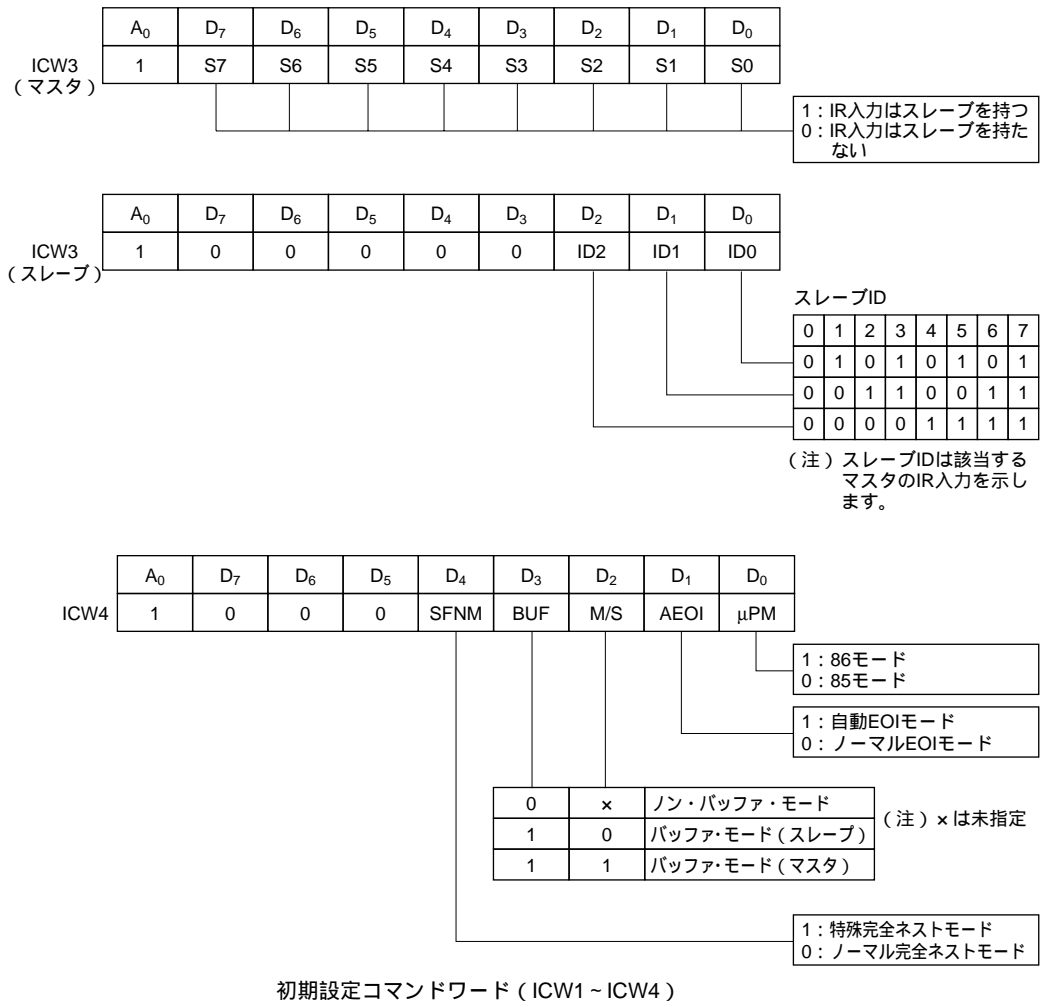 A0 D7 D6 D5 D4 D3 D2 D1 D0
ICW3
（マスタ）
1 S7 S6 S5 S4 S3 S2 S1 S0
1：IR入力はスレーブを持つ
0：IR入力はスレーブを持た
ない
A0 D7 D6 D5 D4 D3 D2 D1 D0
ICW3
（スレーブ）
1 0 0 0 0 0 ID2 ID1 ID0
スレーブID
0 1 2 3 4 5 6 7
0 1 0 1 0 1 0 1
0 0 1 1 0 0 1 1
0 0 0 0 1 1 1 1
（注）スレーブIDは該当する
マスタのIR入力を示し
ます。
A0 D7 D6 D5 D4 D3 D2 D1 D0
ICW4 1 0 0 0 SFNM BUF M/S AEOI μPM
1：86モード
0：85モード
1：自動EOIモード
0：ノーマルEOIモード
0 × ノン・バッファ・モード
1 0 バッファ・モード（スレーブ）
1 1 バッファ・モード（マスタ）
（注）×は未指定
1：特殊完全ネストモード
0：ノーマル完全ネストモード
初期設定コマンドワード（ICW1～ICW4）